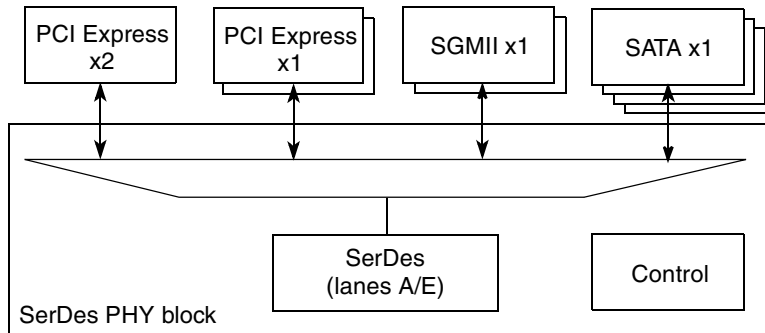 PCI Express
x2
PCI Express
x1
SGMII x1
SATA x1
SerDes
(lanes A/E)
Control
SerDes PHY block